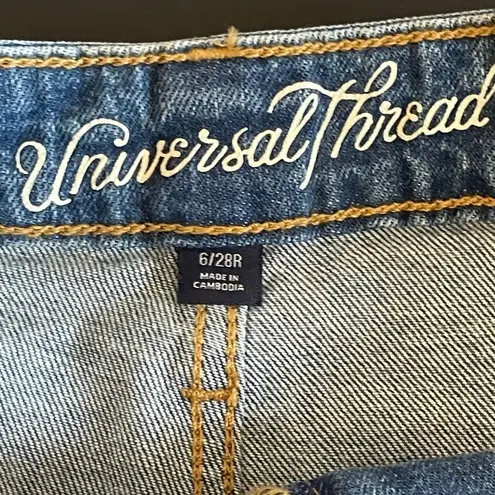 Universal Thread
6/28R
MADE IN
CAMBODIA